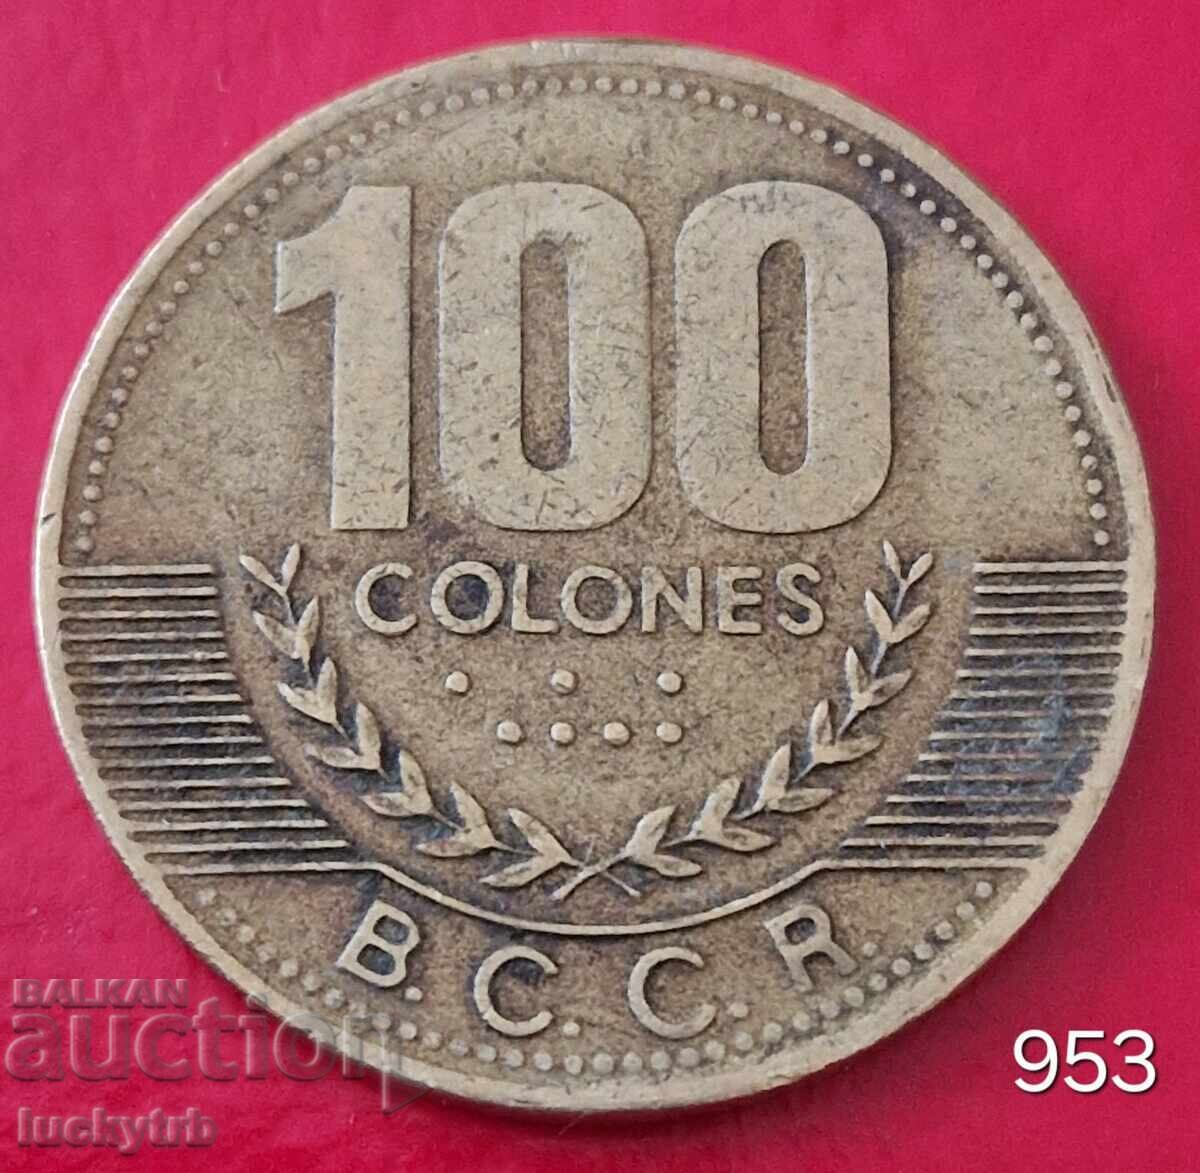 100
COLONES
B. C. C. R.
BALKAN
auction
luckytrb
953